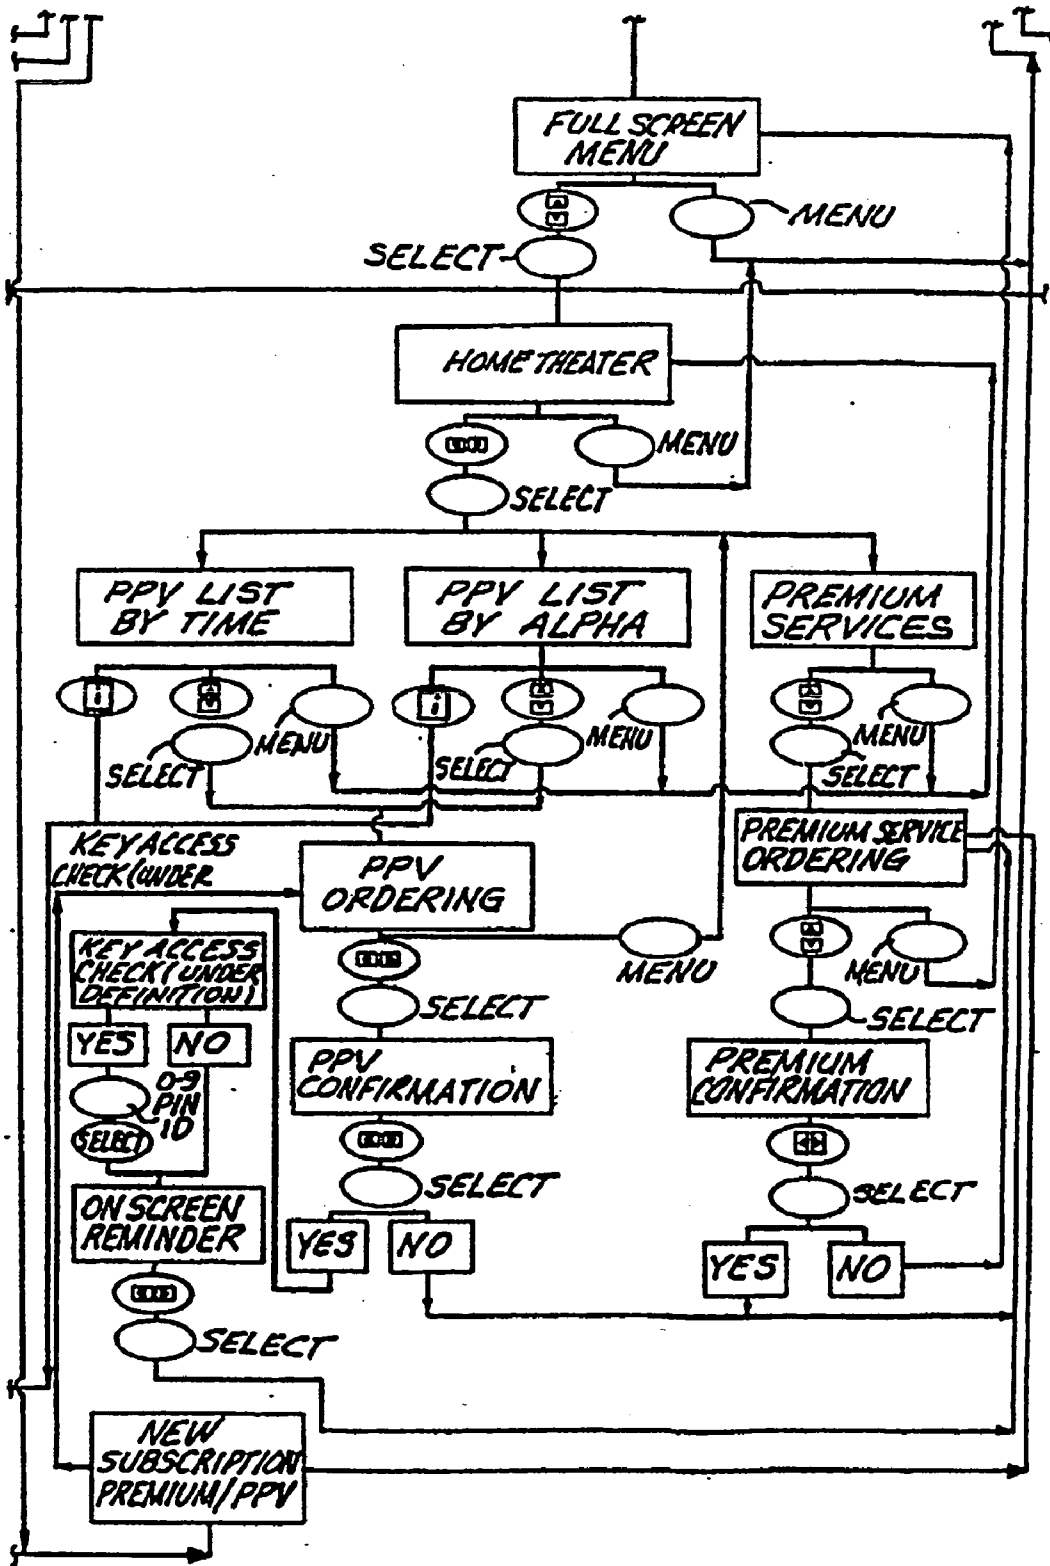 FULL SCREEN
MENU
MENU
SELECT
HOME THEATER
MENU
SELECT
PPV LIST
BY TIME
PPV LIST
BY ALPHA
PREMIUM
SERVICES
i
i
SELECT
MENU
SELECT
MENU
MENU
SELECT
KEY ACCESS
CHECK (UNDER
PPV
ORDERING
PREMIUM SERVICE
ORDERING
KEY ACCESS
CHECK (UNDER
DEFINITION)
MENU
MENU
SELECT
SELECT
YES
NO
PPV
CONFIRMATION
PREMIUM
CONFIRMATION
0-9
PIN
ID
SELECT
SELECT
SELECT
ON SCREEN
REMINDER
YES
NO
YES
NO
SELECT
NEW
SUBSCRIPTION
PREMIUM/PPV